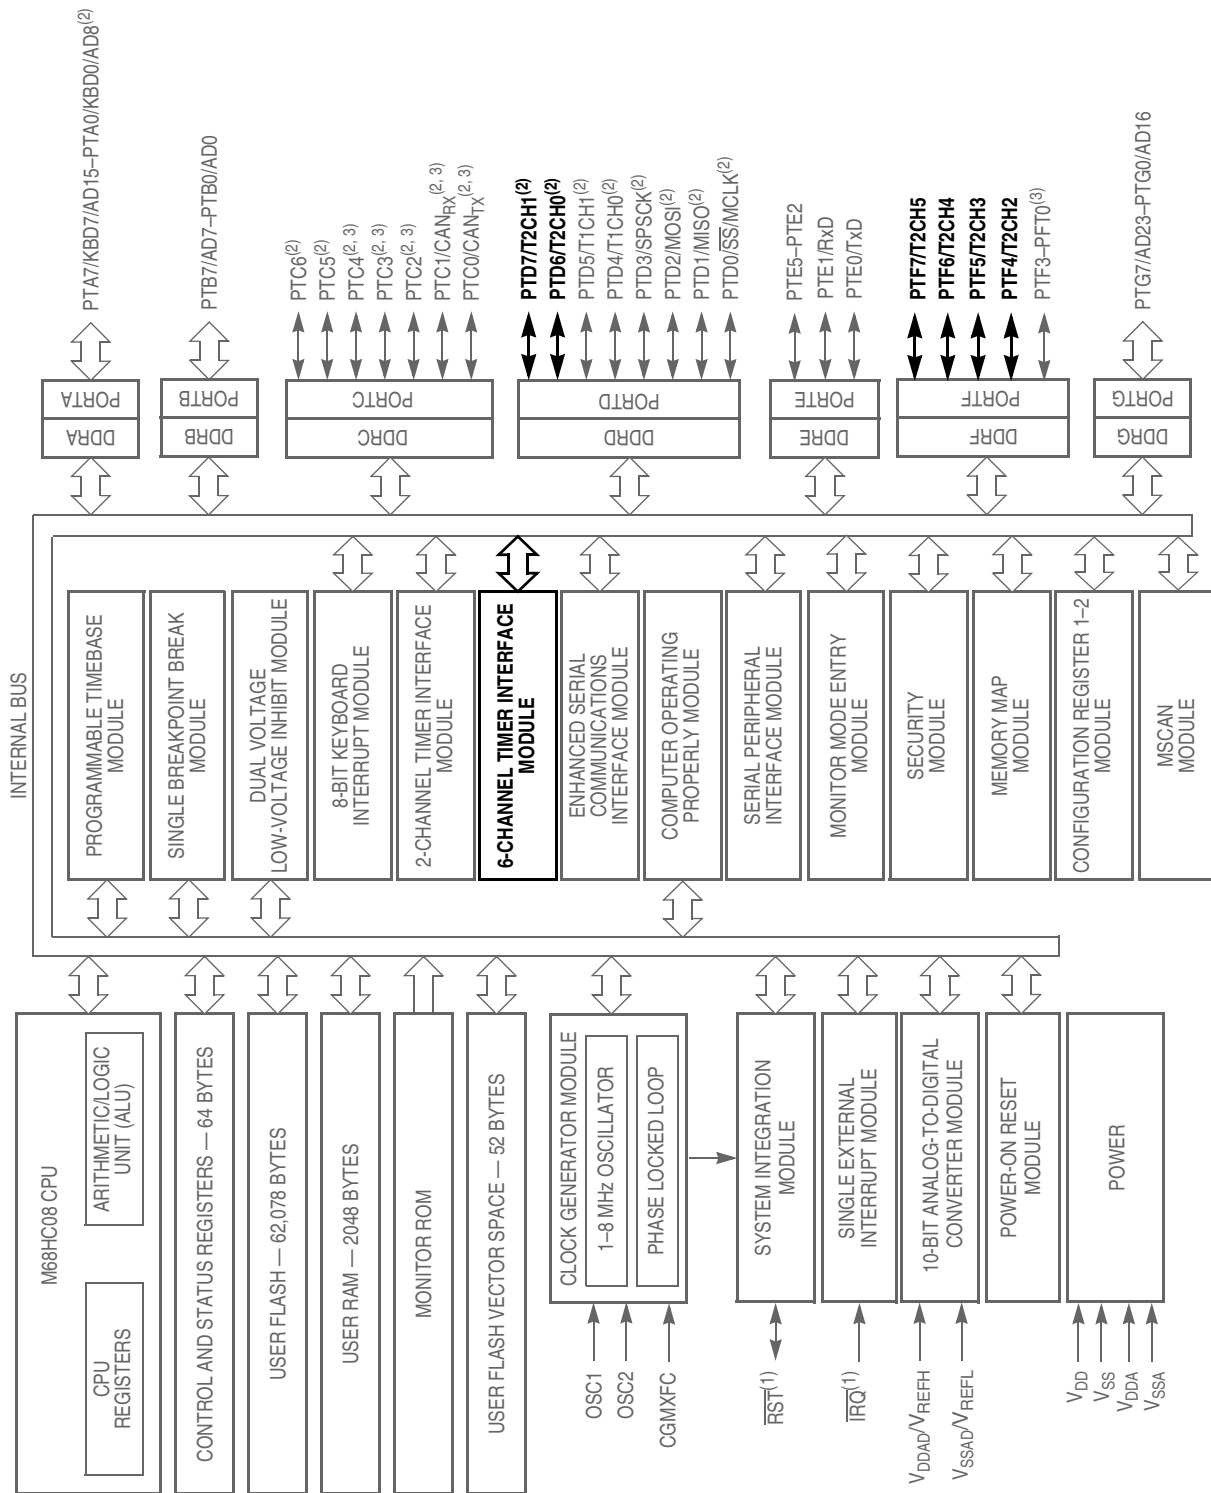 INTERNAL BUS
M68HC08 CPU
CPU
REGISTERS
ARITHMETIC/LOGIC
UNIT (ALU)
CONTROL AND STATUS REGISTERS — 64 BYTES
USER FLASH — 62,078 BYTES
USER RAM — 2048 BYTES
MONITOR ROM
USER FLASH VECTOR SPACE — 52 BYTES
CLOCK GENERATOR MODULE
1–8 MHz OSCILLATOR
PHASE LOCKED LOOP
OSC1
OSC2
CGMXFC
SYSTEM INTEGRATION
MODULE
RST(1)
SINGLE EXTERNAL
INTERRUPT MODULE
IRQ(1)
10-BIT ANALOG-TO-DIGITAL
CONVERTER MODULE
VDDAD/VREFH
VSSAD/VREFL
POWER-ON RESET
MODULE
POWER
VDD
VSS
VDDA
VSSA
PROGRAMMABLE TIMEBASE
MODULE
SINGLE BREAKPOINT BREAK
MODULE
DUAL VOLTAGE
LOW-VOLTAGE INHIBIT MODULE
8-BIT KEYBOARD
INTERRUPT MODULE
2-CHANNEL TIMER INTERFACE
MODULE
6-CHANNEL TIMER INTERFACE
MODULE
ENHANCED SERIAL
COMMUNICATIONS
INTERFACE MODULE
COMPUTER OPERATING
PROPERLY MODULE
SERIAL PERIPHERAL
INTERFACE MODULE
MONITOR MODE ENTRY
MODULE
SECURITY
MODULE
MEMORY MAP
MODULE
CONFIGURATION REGISTER 1–2
MODULE
MSCAN
MODULE
DDRA
PORTA
PTA7/KBD7/AD15–PTA0/KBD0/AD8(2)
DDRB
PORTB
PTB7/AD7–PTB0/AD0
DDRC
PORTC
PTC6(2)
PTC5(2)
PTC4(2, 3)
PTC3(2, 3)
PTC2(2, 3)
PTC1/CANRX(2, 3)
PTC0/CANTX(2, 3)
DDRD
PORTD
PTD7/T2CH1(2)
PTD6/T2CH0(2)
PTD5/T1CH1(2)
PTD4/T1CH0(2)
PTD3/SPSCK(2)
PTD2/MOSI(2)
PTD1/MISO(2)
PTD0/SS/MCLK(2)
DDRE
PORTE
PTE5–PTE2
PTE1/RxD
PTE0/TxD
DDRF
PORTF
PTF7/T2CH5
PTF6/T2CH4
PTF5/T2CH3
PTF4/T2CH2
PTF3–PFT0(3)
DDRG
PORTG
PTG7/AD23–PTG0/AD16